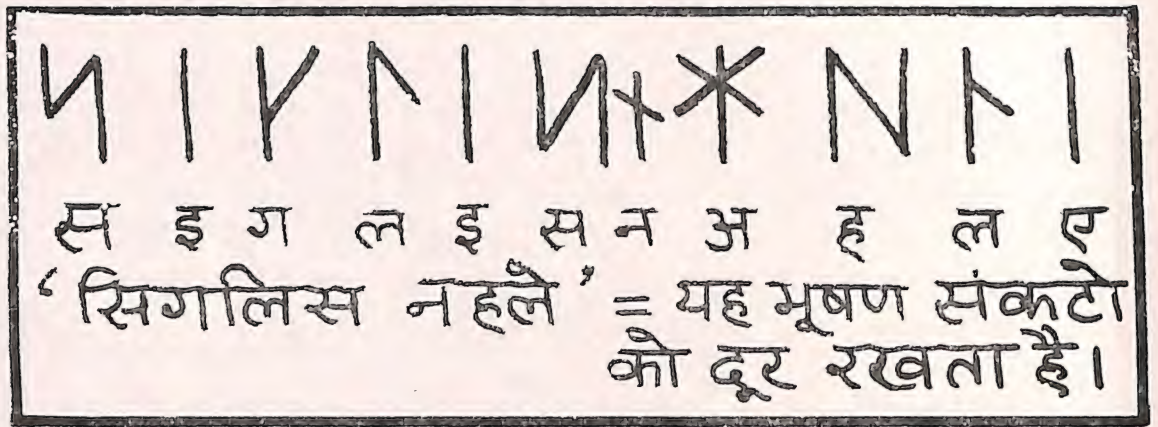 ᛋ ᛁ ᚴ ᛚ ᛁ ᛋ ᚾ ᛡ ᚺ ᛚ ᛁ
स इ ग ल इ स न अ ह ल ए
‘सिगलिस नहले’ = यह भूषण संकटो
को दूर रखता है।